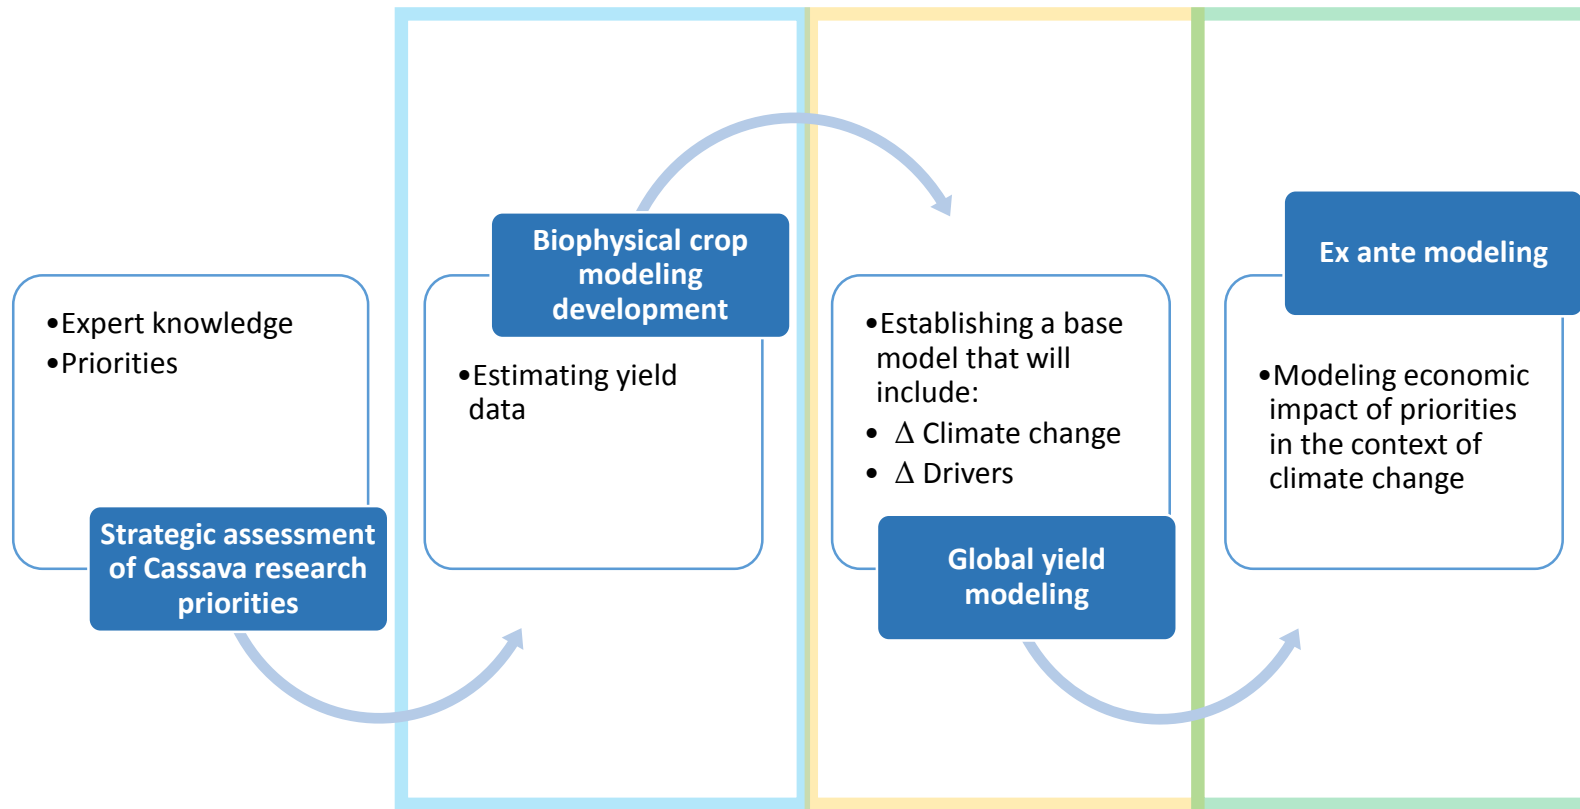 •Expert knowledge
•Priorities
Strategic assessment
of Cassava research
priorities
Biophysical crop
modeling
development
•Estimating yield
data
•Establishing a base
model that will
include:
• Δ Climate change
• Δ Drivers
Global yield
modeling
Ex ante modeling
•Modeling economic
impact of priorities
in the context of
climate change